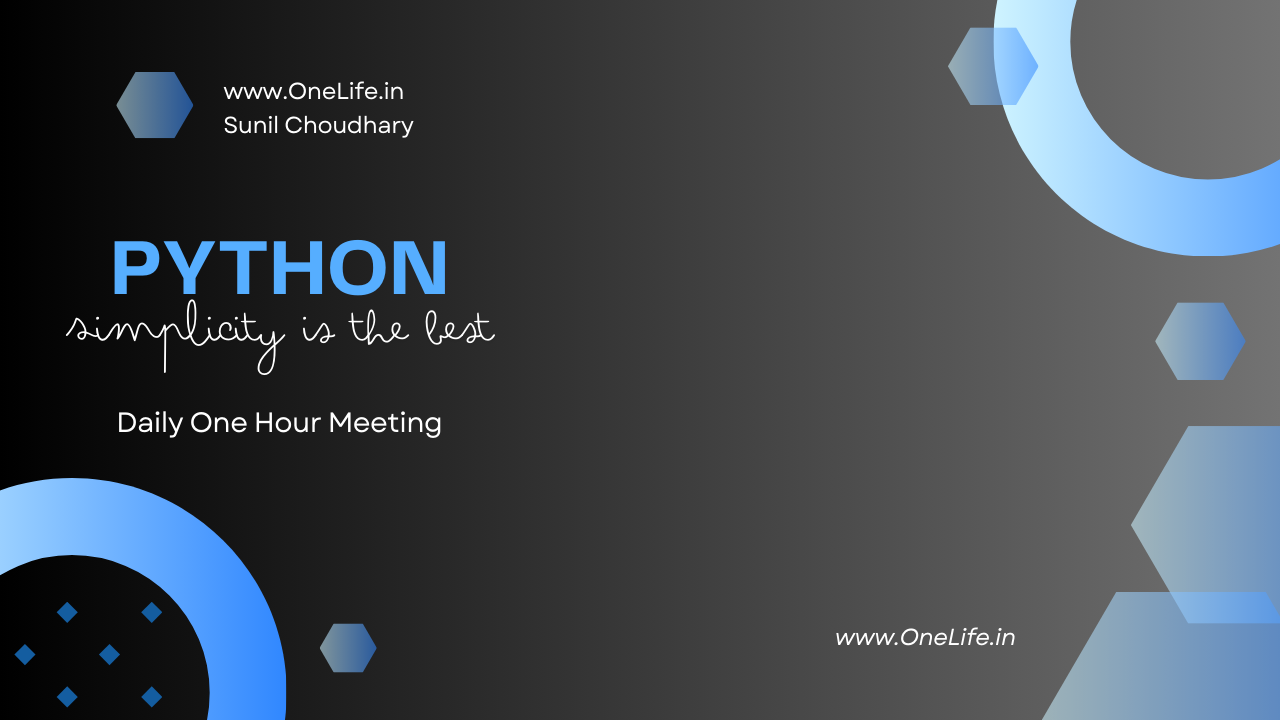 www.OneLife.in
Sunil Choudhary
PYTHON
simplicity is the best
Daily One Hour Meeting
www.OneLife.in